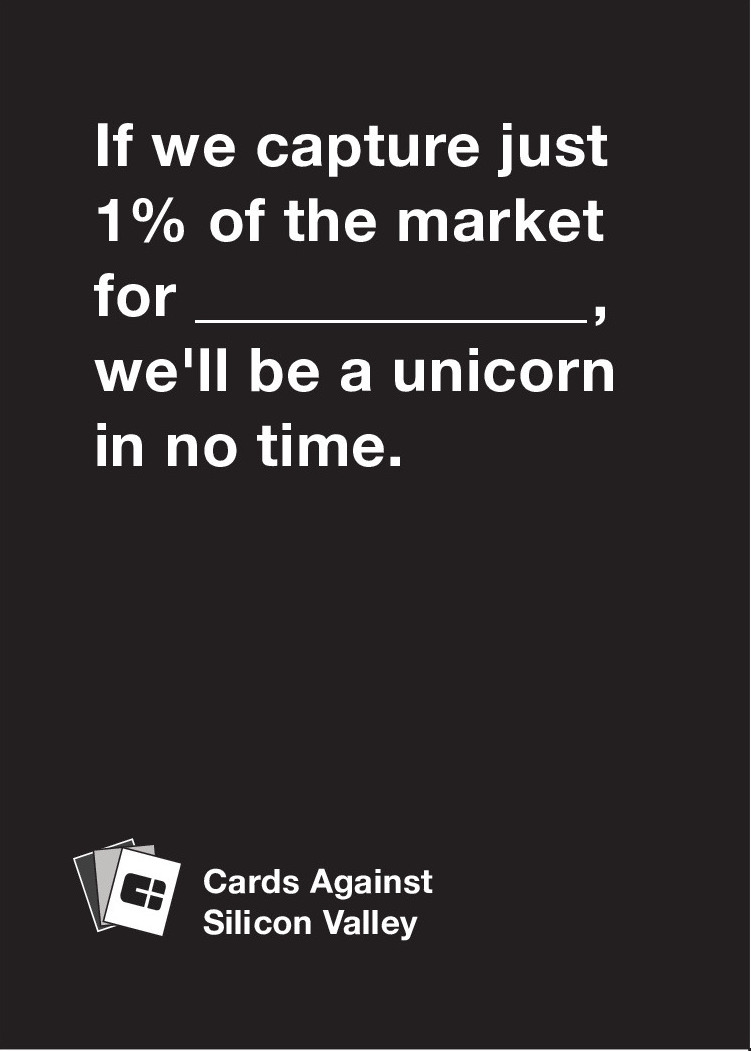 If we capture just
1% of the market
for ______________,
we'll be a unicorn
in no time.
Cards Against
Silicon Valley